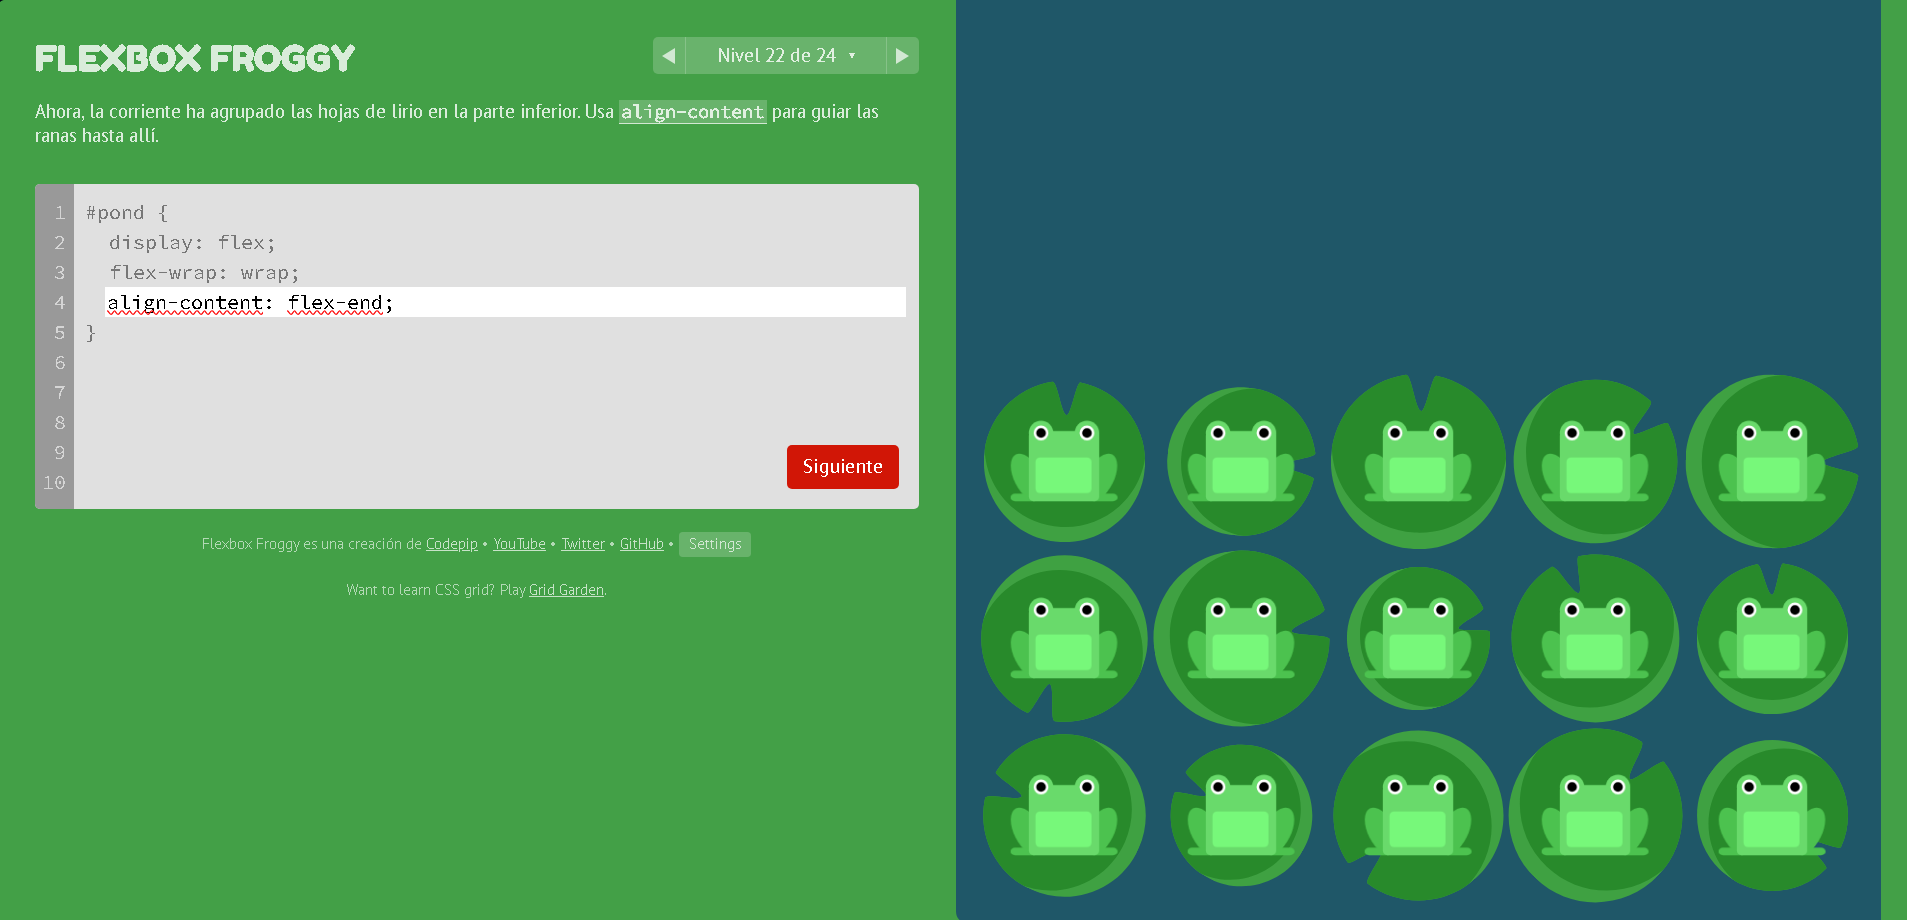 FLEXBOX FROGGY
Nivel 22 de 24
Ahora, la corriente ha agrupado las hojas de lirio en la parte inferior. Usa align-content para guiar las
ranas hasta allí.
1 #pond {
2 display: flex;
3 flex-wrap: wrap;
4 align-content: flex-end;
5 }
6
7
8
9
10
Siguiente
Flexbox Froggy es una creación de Codepip • YouTube • Twitter • GitHub • Settings
Want to learn CSS grid? Play Grid Garden.